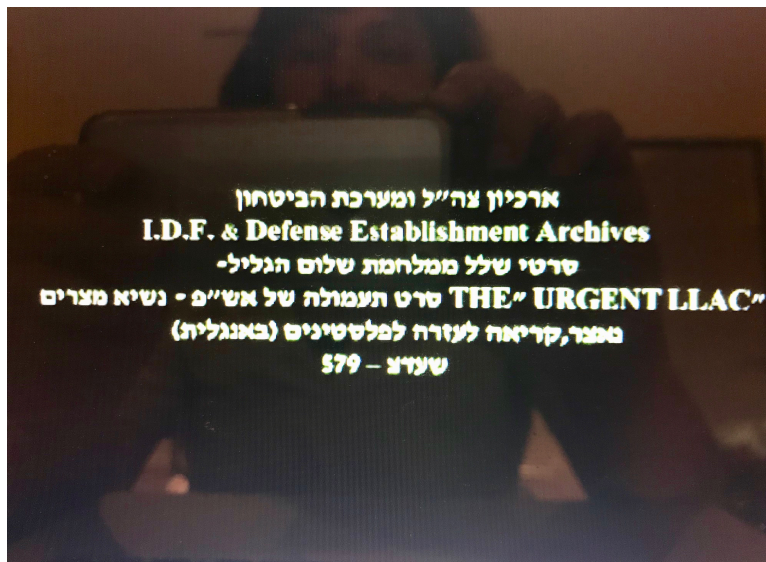 ארכיון צה״ל ומערכת הביטחון
I.D.F. & Defense Establishment Archives
סרטי שלל ממלחמת שלום הגליל-
"THE" URGENT LLAC סרט תעמולה של אש״פ - נשיא מצרים
נאצר,קריאה לעזרה לפלסטינים (באנגלית)
שעדצ – 579